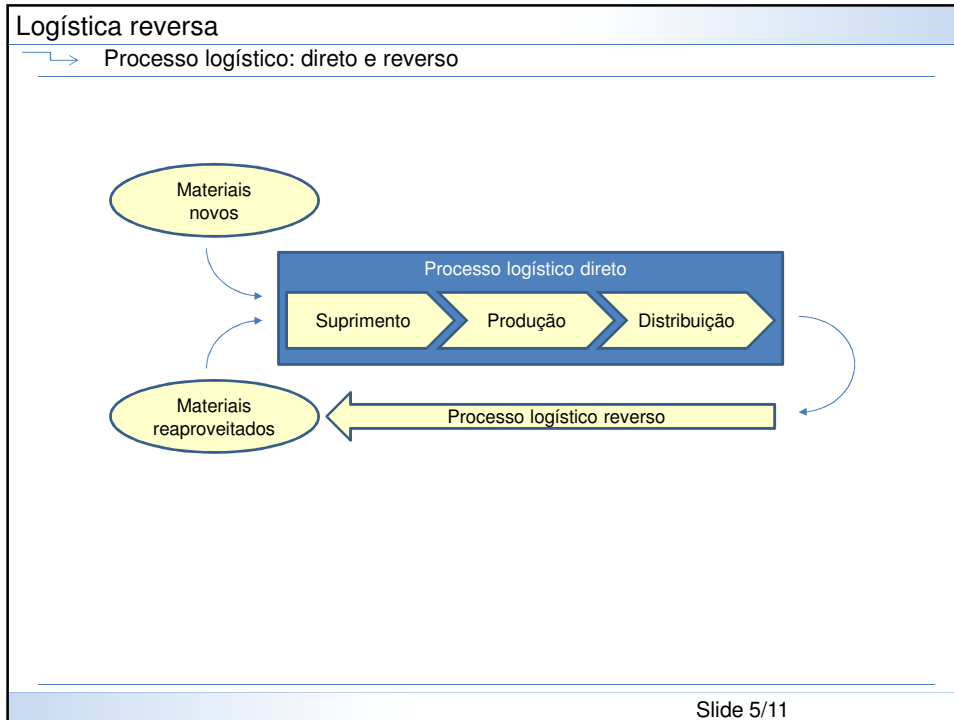 Logística reversa
Processo logístico: direto e reverso
Materiais
novos
Processo logístico direto
Suprimento
Produção
Distribuição
Materiais
reaproveitados
Processo logístico reverso
Slide 5/11